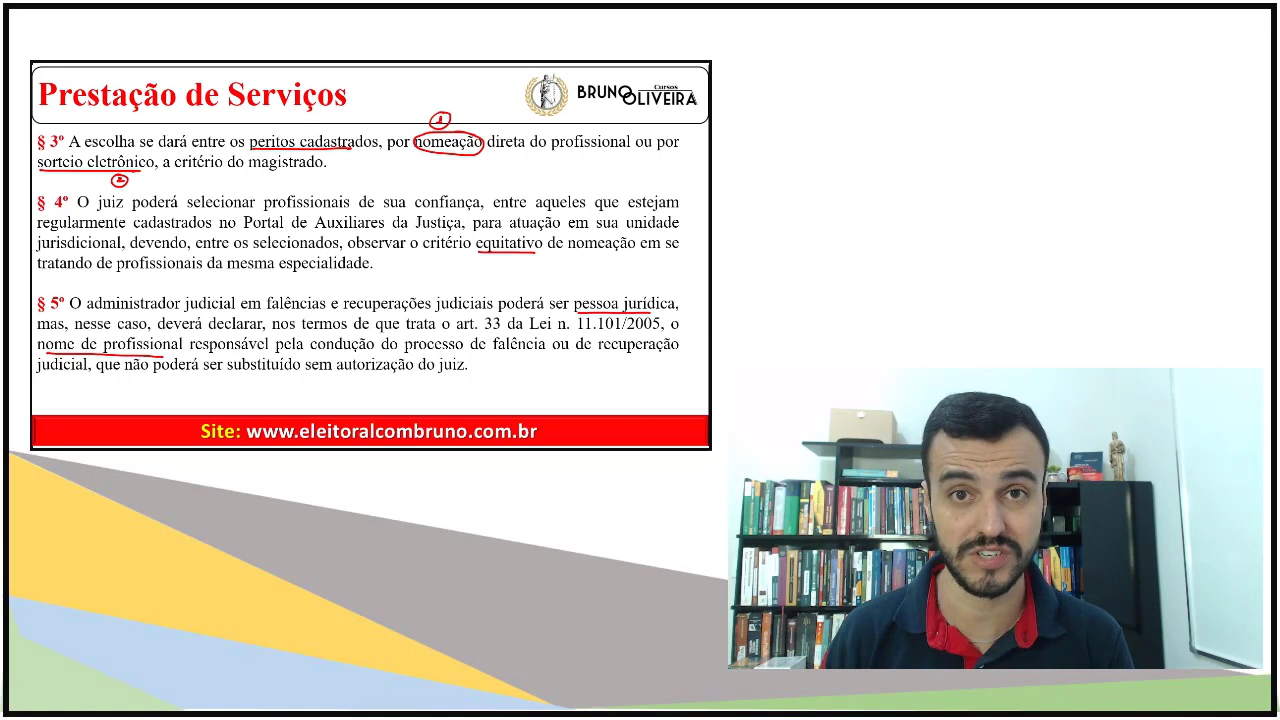 Prestação de Serviços
Cursos
BRUNO
OLIVEIRA
1
§ 3º A escolha se dará entre os peritos cadastrados, por nomeação direta do profissional ou por
sorteio eletrônico, a critério do magistrado.
2
§ 4º O juiz poderá selecionar profissionais de sua confiança, entre aqueles que estejam
regularmente cadastrados no Portal de Auxiliares da Justiça, para atuação em sua unidade
jurisdicional, devendo, entre os selecionados, observar o critério equitativo de nomeação em se
tratando de profissionais da mesma especialidade.
§ 5º O administrador judicial em falências e recuperações judiciais poderá ser pessoa jurídica,
mas, nesse caso, deverá declarar, nos termos de que trata o art. 33 da Lei n. 11.101/2005, o
nome de profissional responsável pela condução do processo de falência ou de recuperação
judicial, que não poderá ser substituído sem autorização do juiz.
Site: www.eleitoralcombruno.com.br